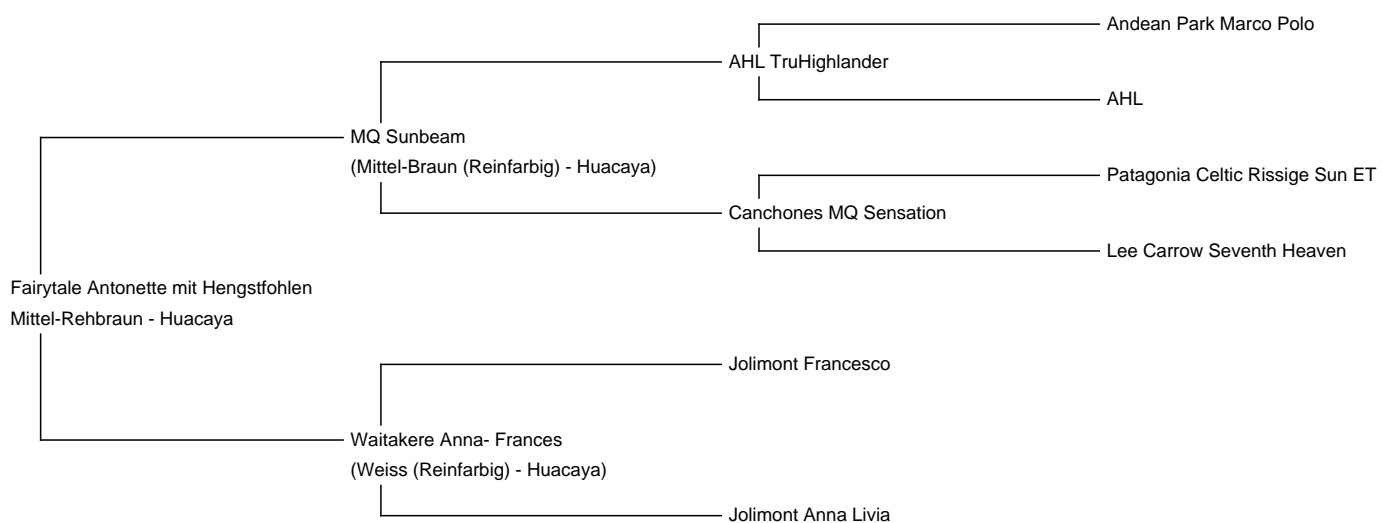 Andean Park Marco Polo
AHL TruHighlander
AHL
MQ Sunbeam
(Mittel-Braun (Reinfarbig) - Huacaya)
Patagonia Celtic Rissige Sun ET
Canchones MQ Sensation
Lee Carrow Seventh Heaven
Fairytale Antonette mit Hengstfohlen
Mittel-Rehbraun - Huacaya
Jolimont Francesco
Waitakere Anna- Frances
(Weiss (Reinfarbig) - Huacaya)
Jolimont Anna Livia